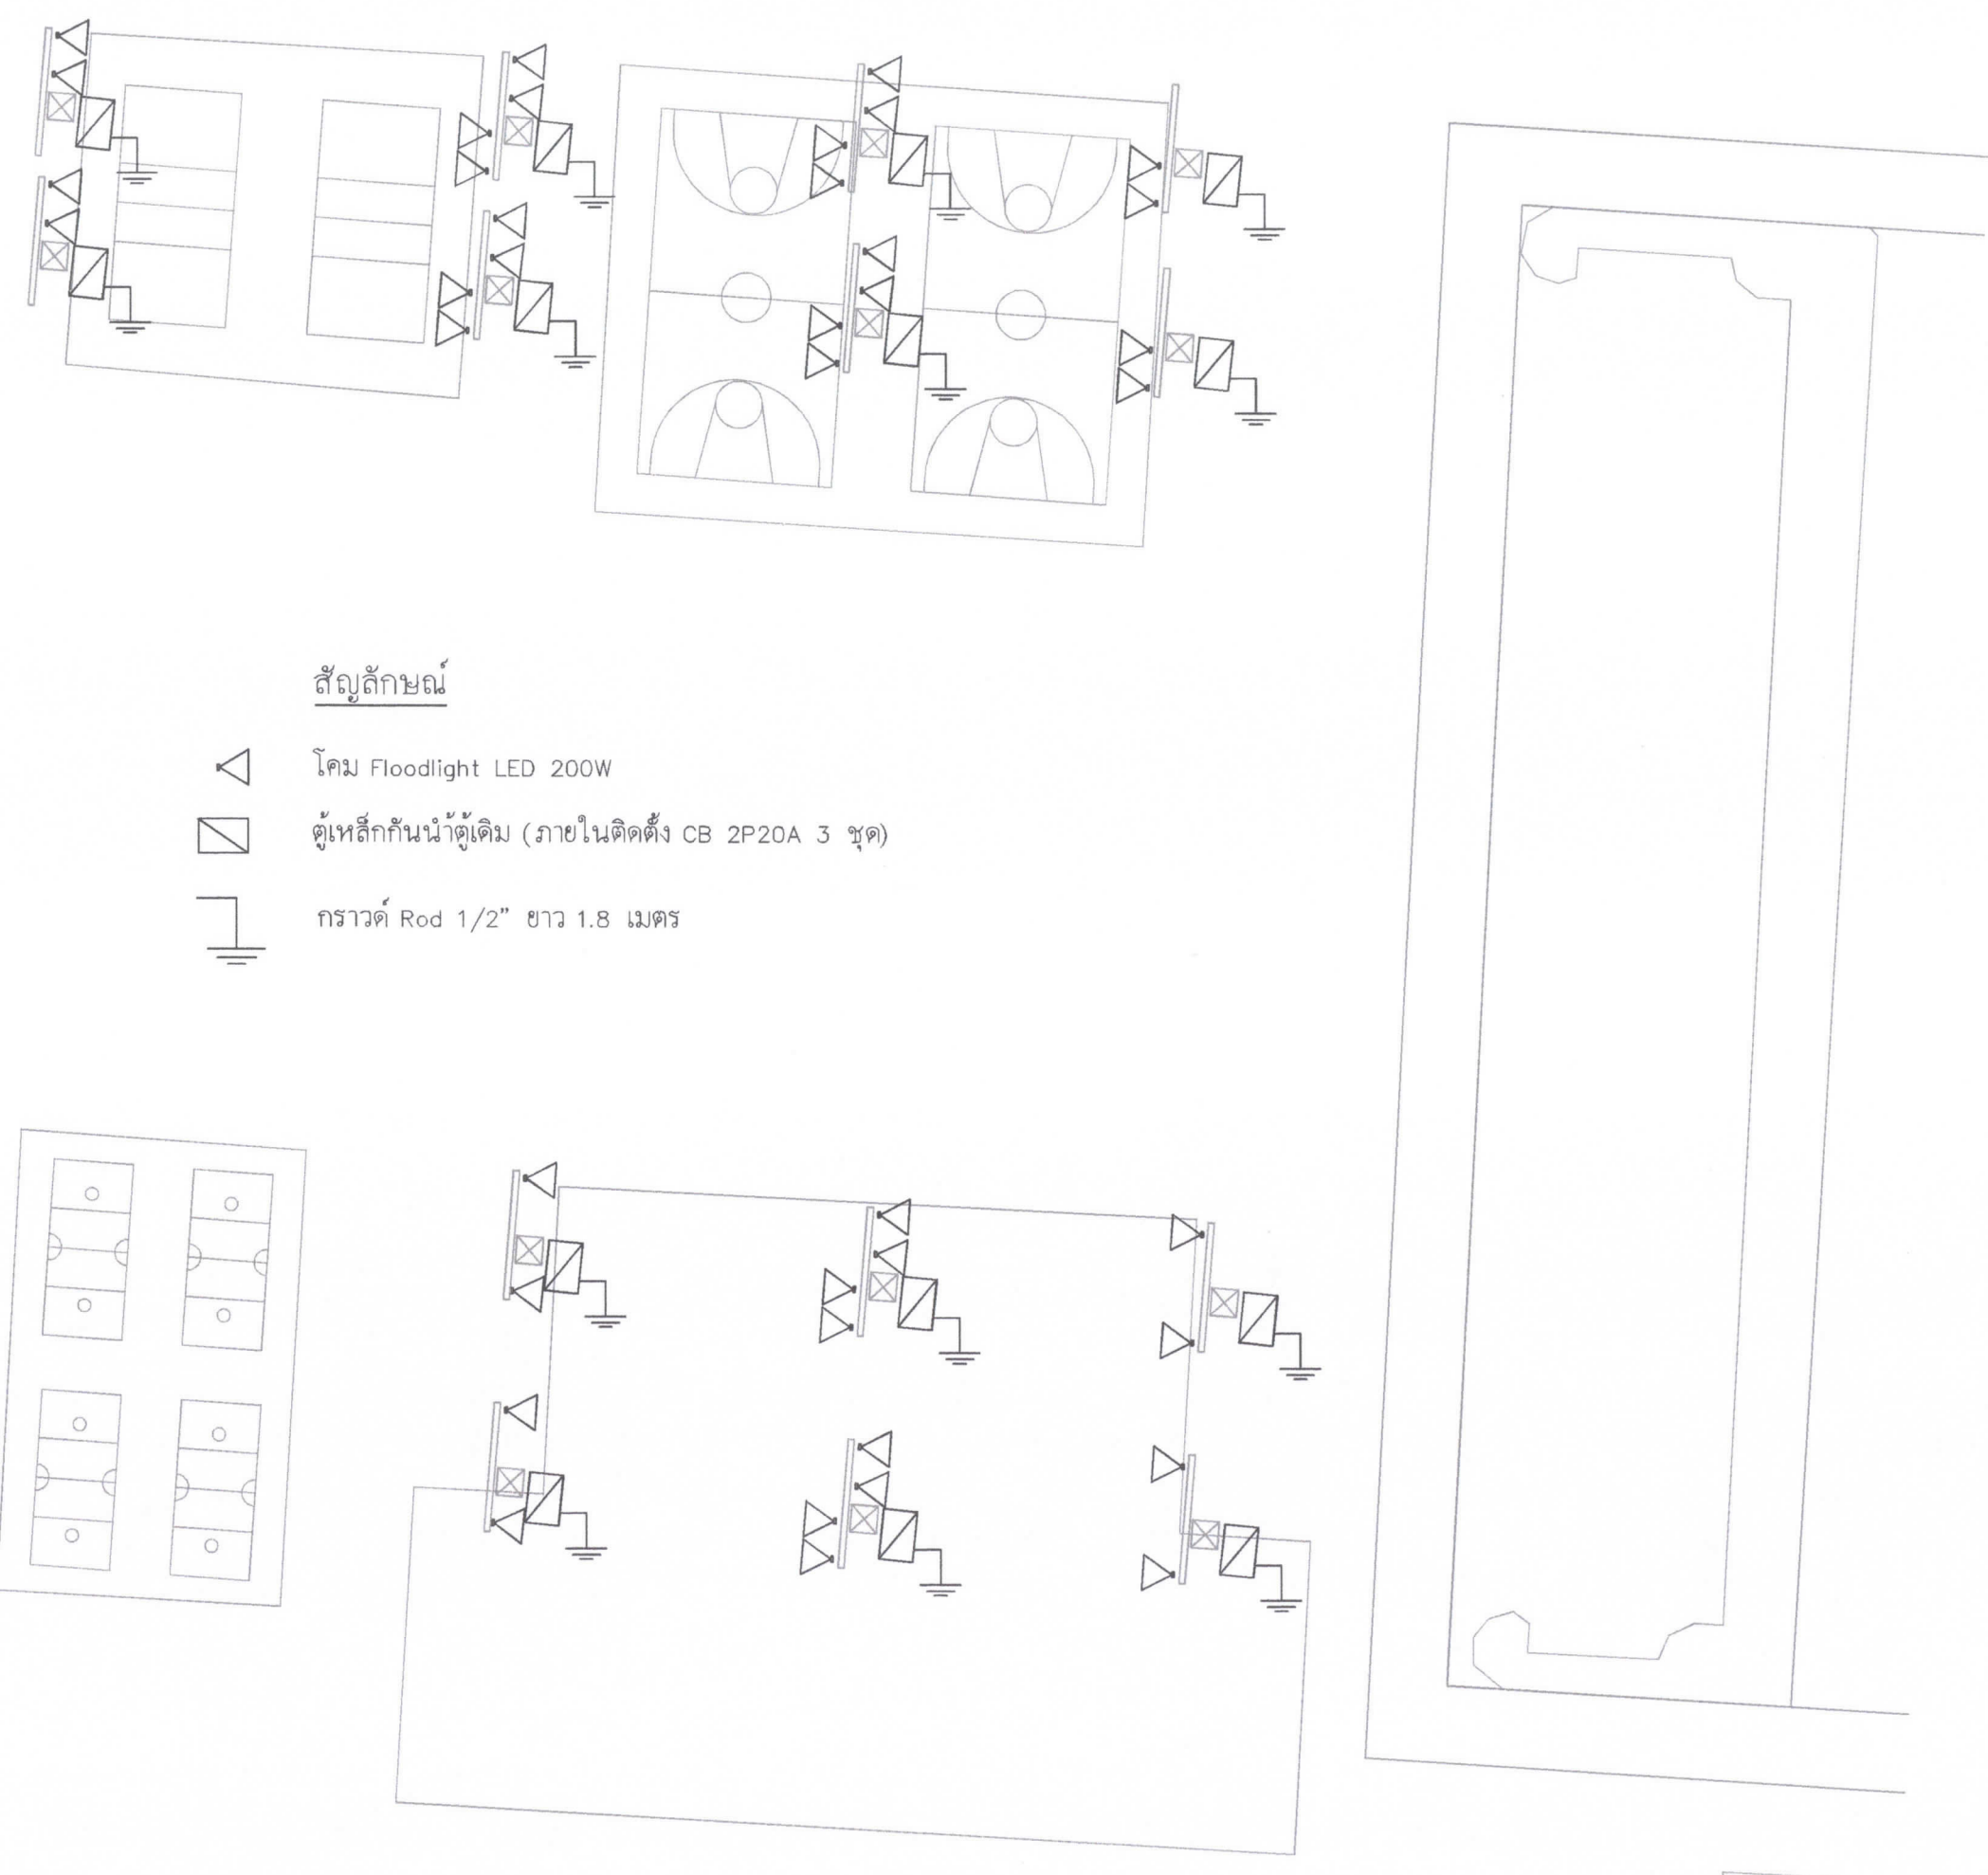 สัญลักษณ์
โคม Floodlight LED 200W
ตู้เหล็กกันน้ำตู้เดิม (ภายในติดตั้ง CB 2P20A 3 ชุด)
กราวด์ Rod 1/2" ยาว 1.8 เมตร